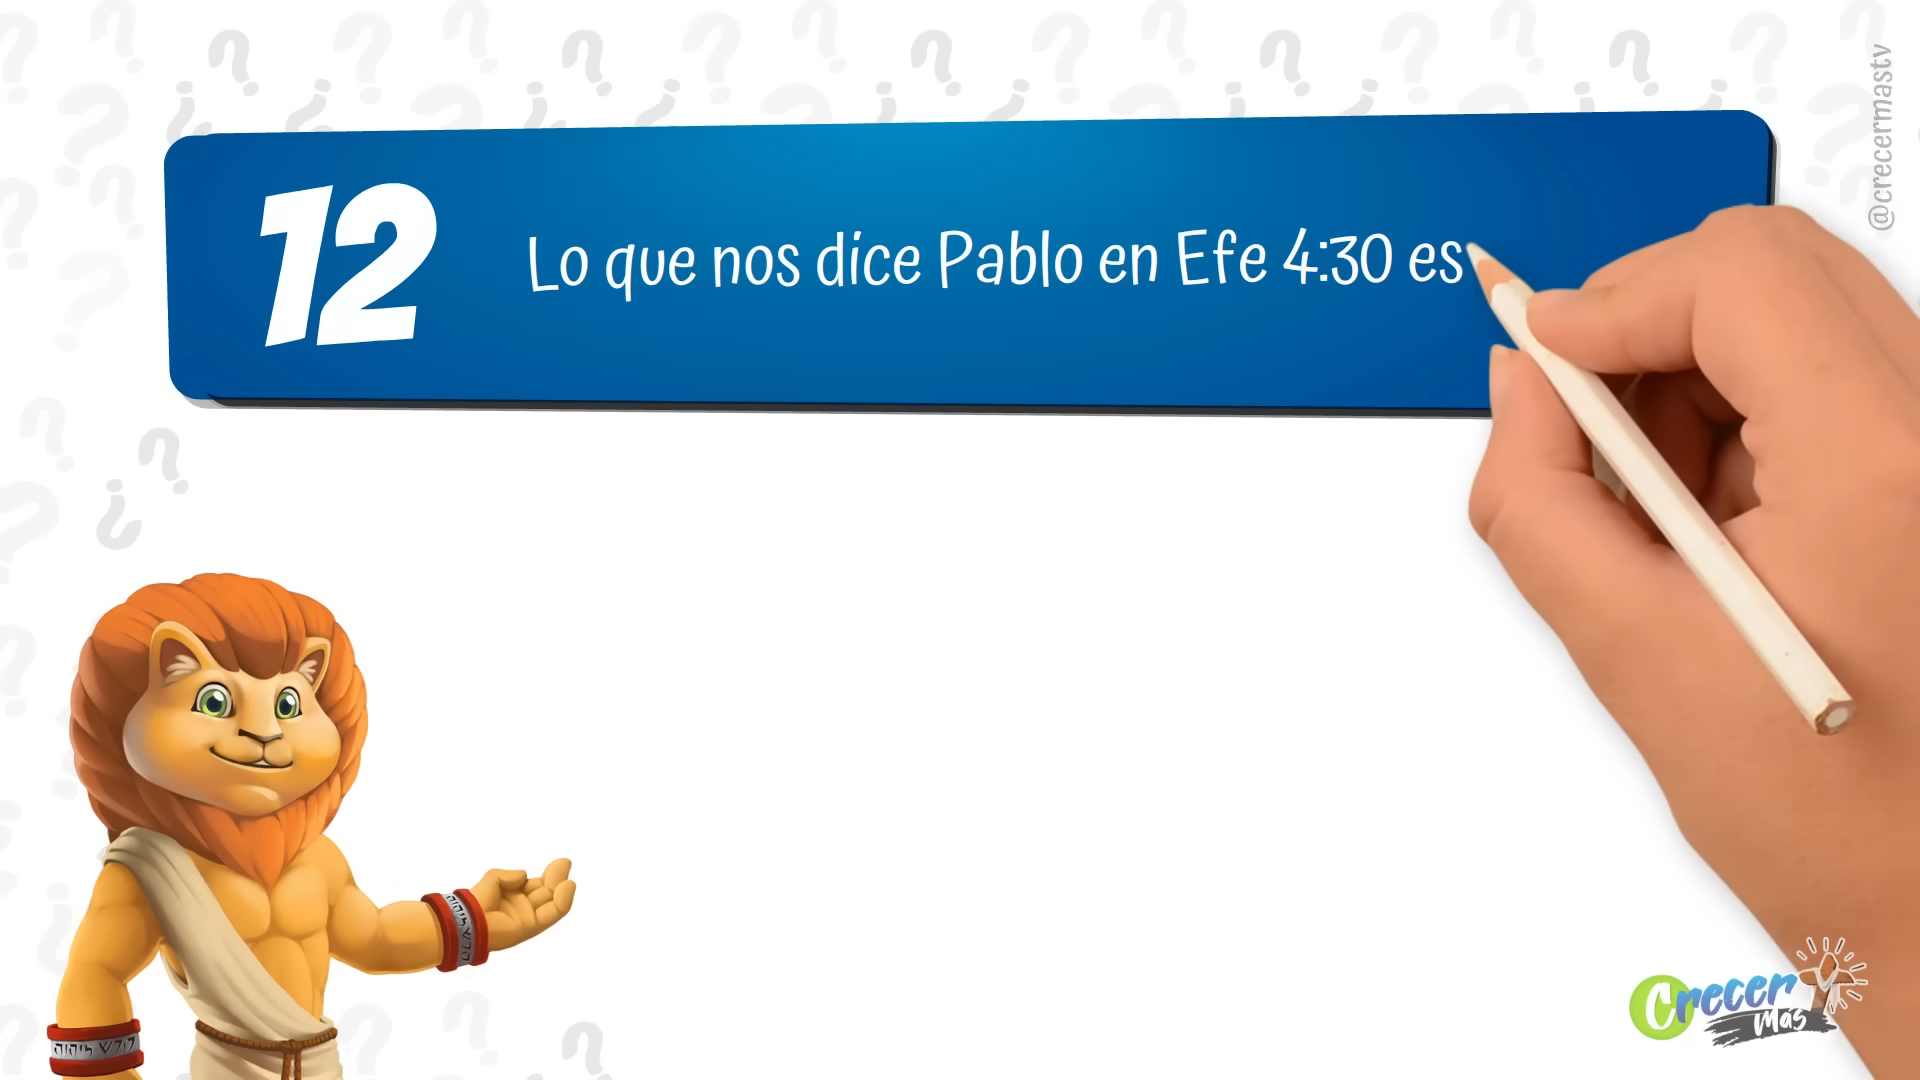 @crecermastv
12
Lo que nos dice Pablo en Efe 4:30 es
Crecer
Más